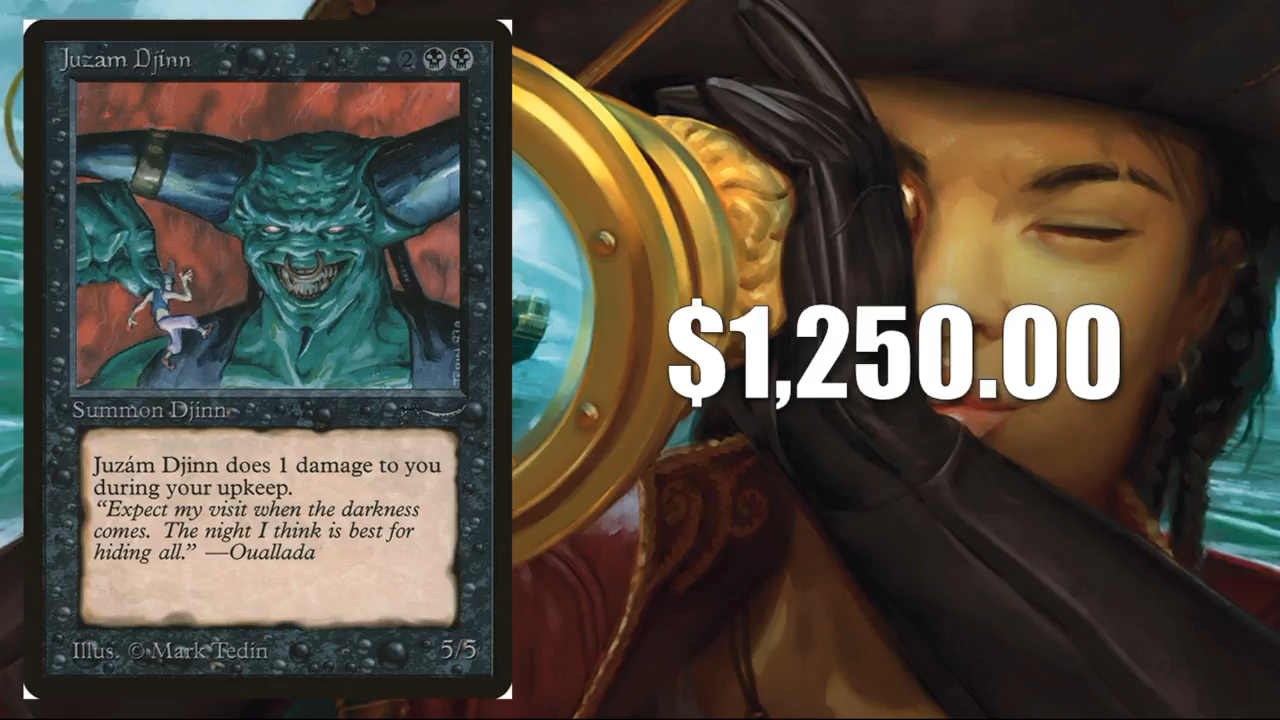 Juzám Djinn 2
Summon Djinn
Juzám Djinn does 1 damage to you
during your upkeep.
“Expect my visit when the darkness
comes. The night I think is best for
hiding all.” —Ouallada
Illus. © Mark Tedin 5/5
$1,250.00